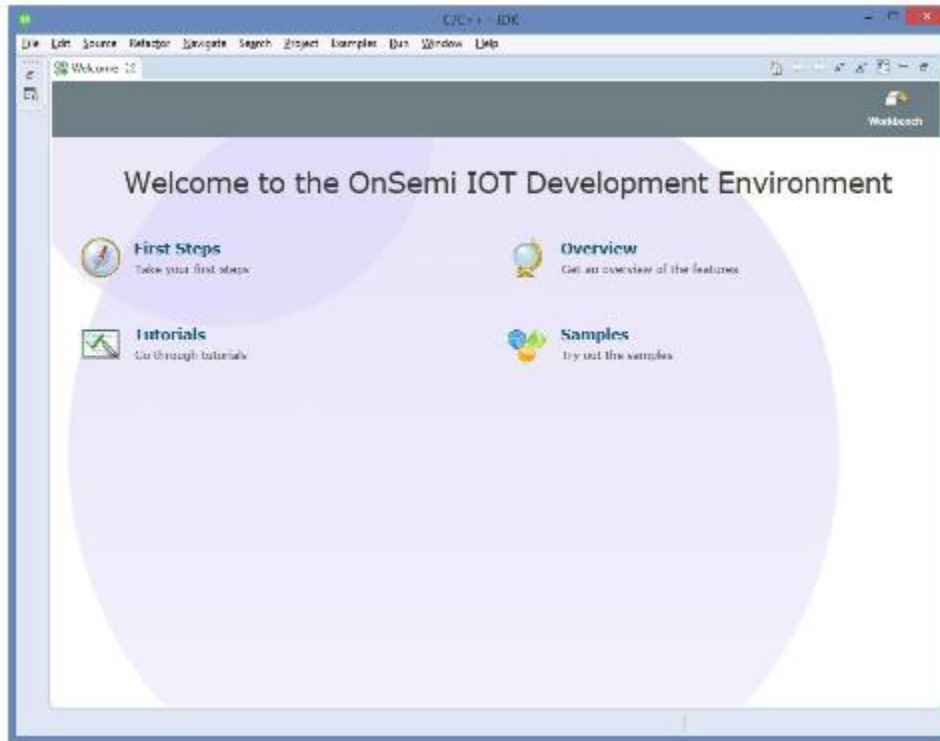 C/C++ - IDK
File Edit Source Refactor Navigate Search Project Examples Run Window Help
Welcome
Workbench
Welcome to the OnSemi IOT Development Environment
First Steps
Take your first steps
Overview
Get an overview of the features
Tutorials
Go through tutorials
Samples
Try out the samples